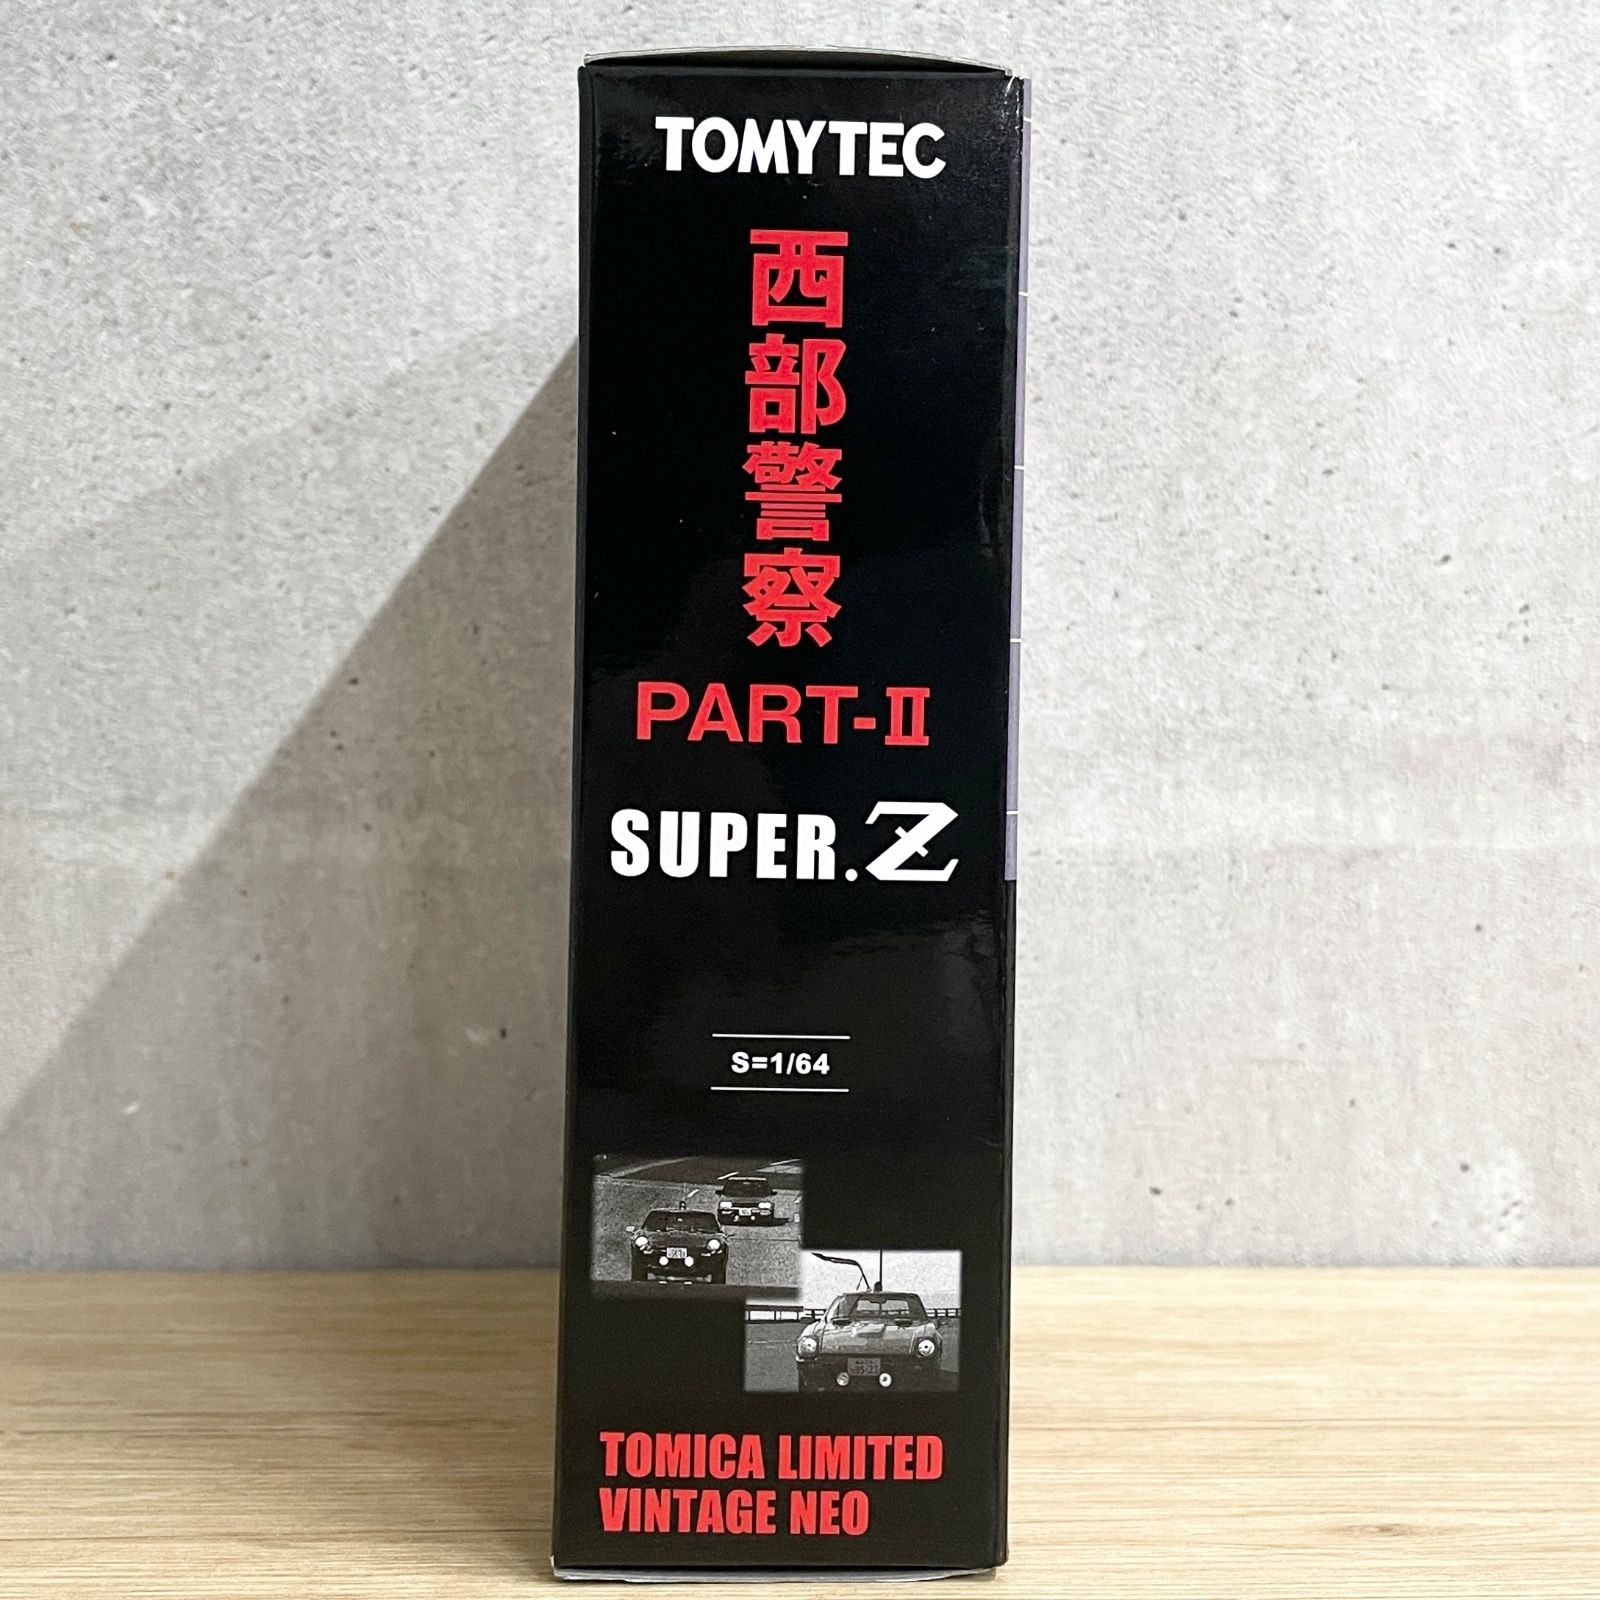 TOMYTEC
西部警察
PART-II
SUPER.Z
S=1/64
TOMICA LIMITED
VINTAGE NEO